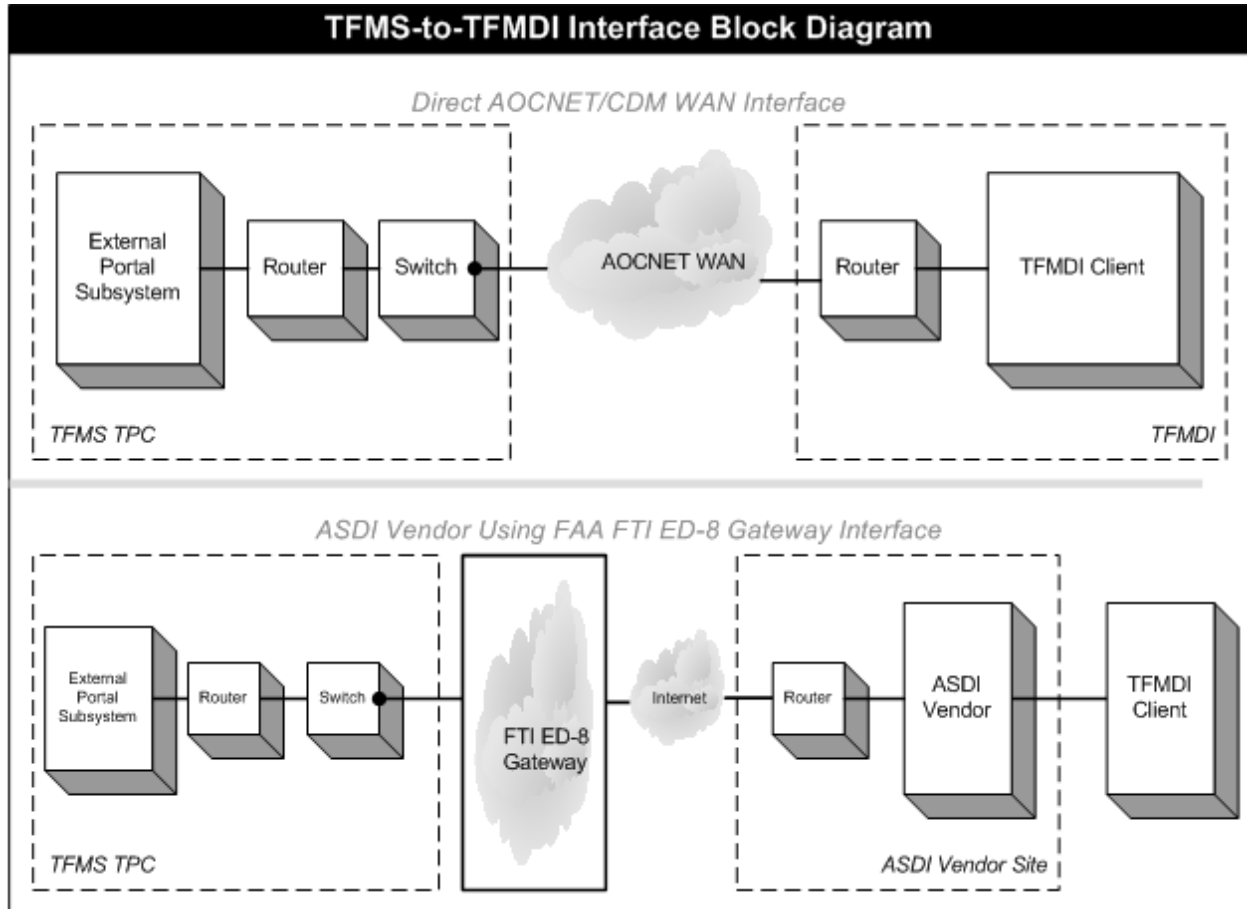 TFMS-to-TFMDI Interface Block Diagram
Direct AOCNET/CDM WAN Interface
External
Portal
Subsystem
Router
Switch
AOCNET WAN
Router
TFMDI Client
TFMS TPC
TFMDI
ASDI Vendor Using FAA FTI ED-8 Gateway Interface
External
Portal
Subsystem
Router
Switch
FTI ED-8
Gateway
Internet
Router
ASDI
Vendor
TFMDI
Client
TFMS TPC
ASDI Vendor Site